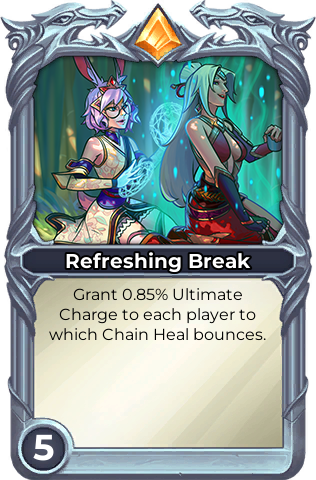 Refreshing Break
Grant 0.85% Ultimate
Charge to each player to
which Chain Heal bounces.
5